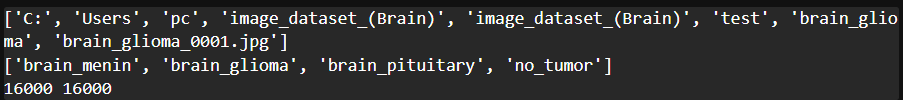 ['C:', 'Users', 'pc', 'image_dataset_(Brain)', 'image_dataset_(Brain)', 'test', 'brain_glio
ma', 'brain_glioma_0001.jpg']
['brain_menin', 'brain_glioma', 'brain_pituitary', 'no_tumor']
16000 16000